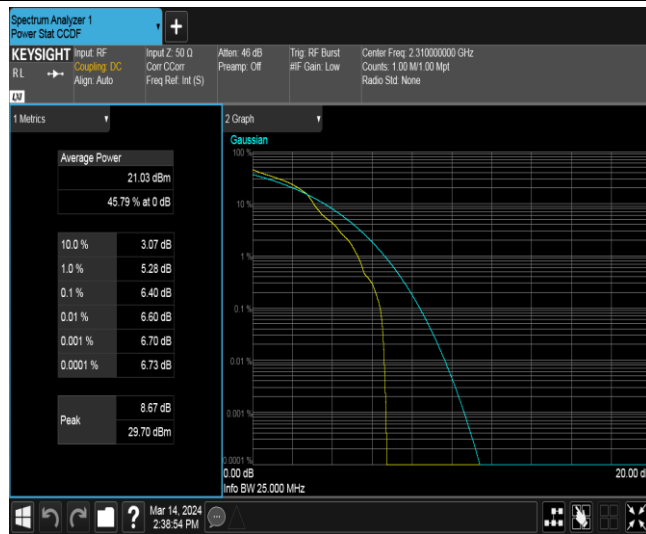 Spectrum Analyzer 1
Power Stat CCDF
+
KEYSIGHT
RL
LXI
Input: RF
Coupling: DC
Align: Auto
Input Z: 50 Ω
Corr CCorr
Freq Ref: Int (S)
Atten: 46 dB
Preamp: Off
Trig: RF Burst
#IF Gain: Low
Center Freq: 2.310000000 GHz
Counts: 1.00 M/1.00 Mpt
Radio Std: None
1 Metrics
Average Power
21.03 dBm
45.79 % at 0 dB
10.0 % 3.07 dB
1.0 % 5.28 dB
0.1 % 6.40 dB
0.01 % 6.60 dB
0.001 % 6.70 dB
0.0001 % 6.73 dB
Peak
8.67 dB
29.70 dBm
2 Graph
Gaussian
100 %
10 %
1 %
0.1 %
0.01 %
0.001 %
0.0001 %
0.00 dB
20.00 d
Info BW 25.000 MHz
?
Mar 14, 2024
2:38:54 PM